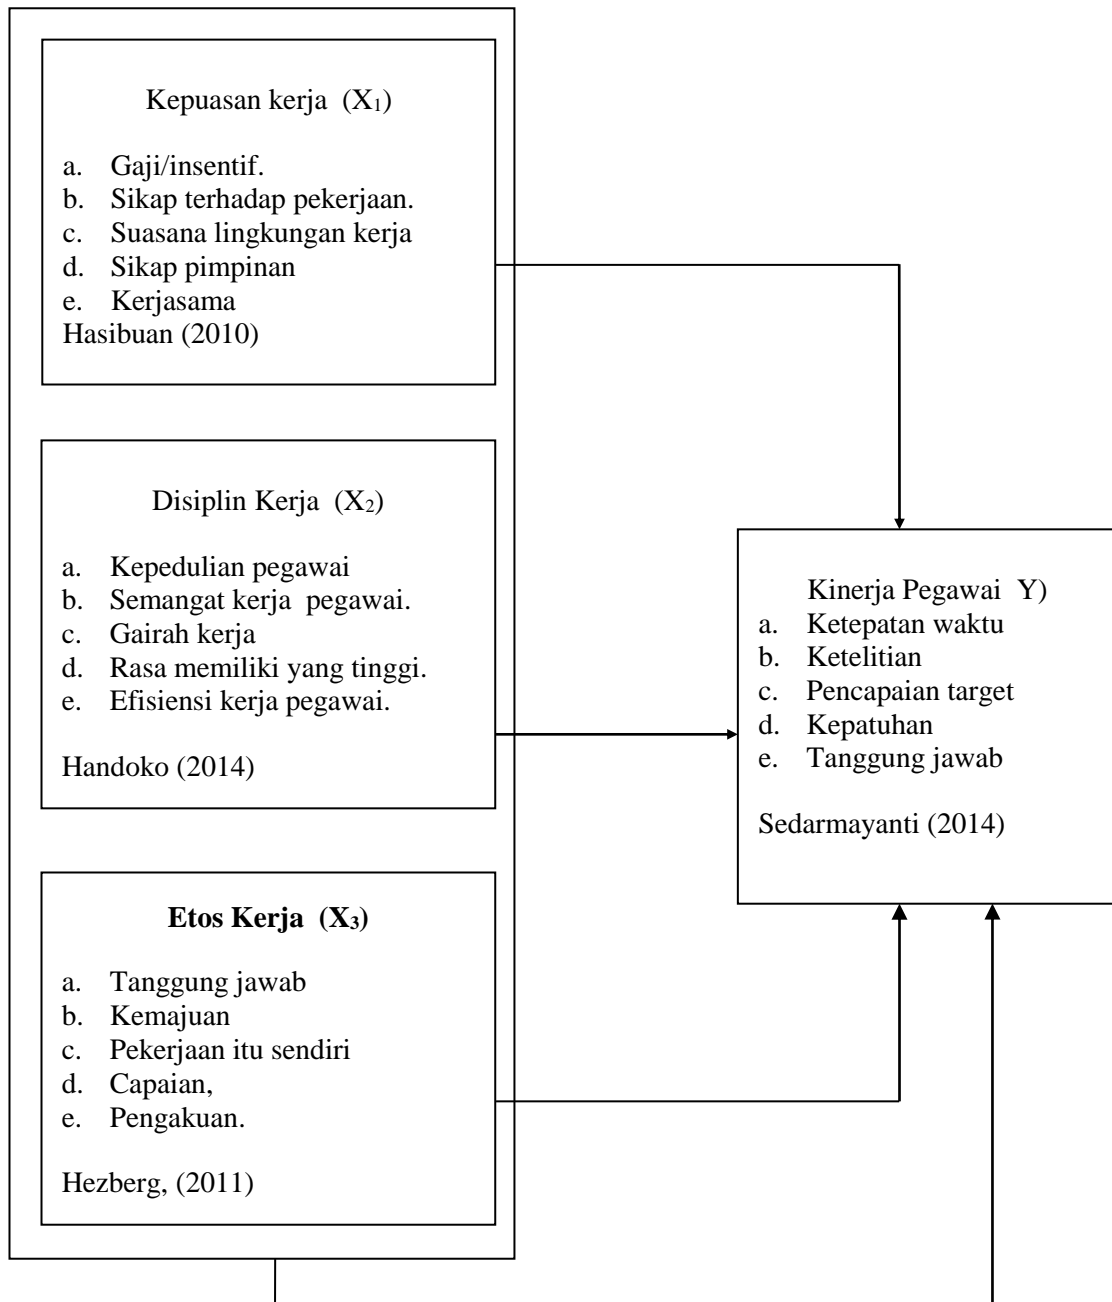 Kepuasan kerja (X₁)
a. Gaji/insentif.
b. Sikap terhadap pekerjaan.
c. Suasana lingkungan kerja
d. Sikap pimpinan
e. Kerjasama
Hasibuan (2010)
Disiplin Kerja (X₂)
a. Kepedulian pegawai
b. Semangat kerja pegawai.
c. Gairah kerja
d. Rasa memiliki yang tinggi.
e. Efisiensi kerja pegawai.
Handoko (2014)
Etos Kerja (X₃)
a. Tanggung jawab
b. Kemajuan
c. Pekerjaan itu sendiri
d. Capaian,
e. Pengakuan.
Hezberg, (2011)
Kinerja Pegawai Y)
a. Ketepatan waktu
b. Ketelitian
c. Pencapaian target
d. Kepatuhan
e. Tanggung jawab
Sedarmayanti (2014)